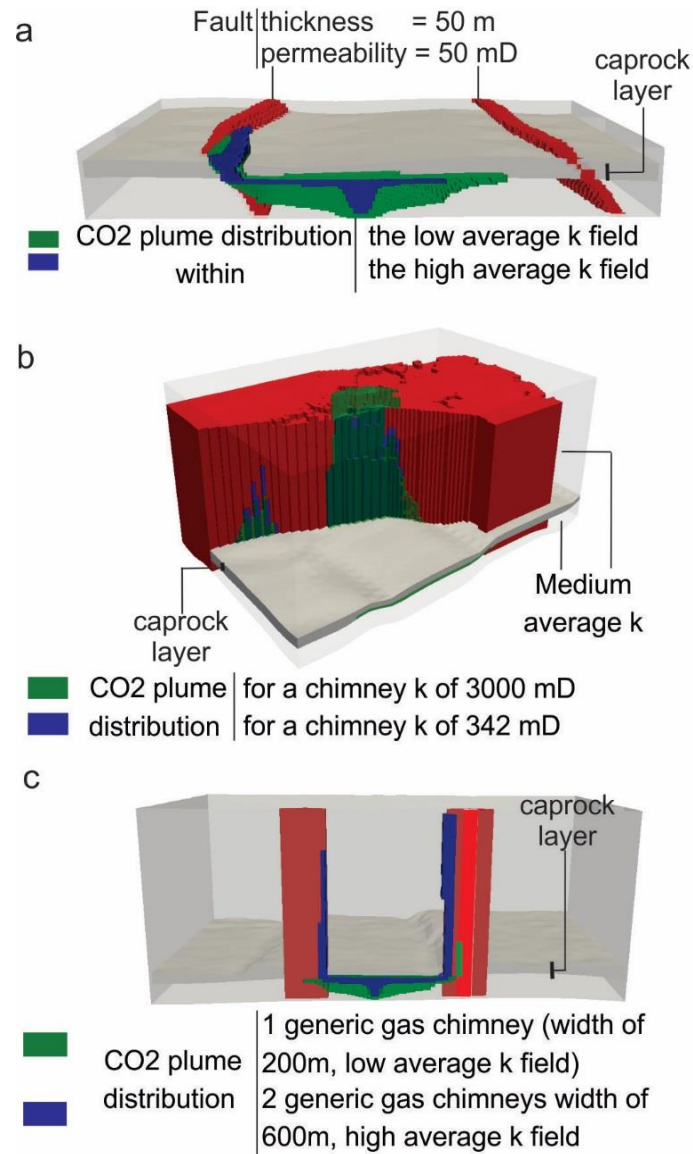 a
Fault thickness = 50 m
permeability = 50 mD
caprock
layer
CO2 plume distribution the low average k field
within the high average k field
b
caprock
layer
Medium
average k
CO2 plume for a chimney k of 3000 mD
distribution for a chimney k of 342 mD
c
caprock
layer
1 generic gas chimney (width of
200m, low average k field)
CO2 plume
distribution
2 generic gas chimneys width of
600m, high average k field